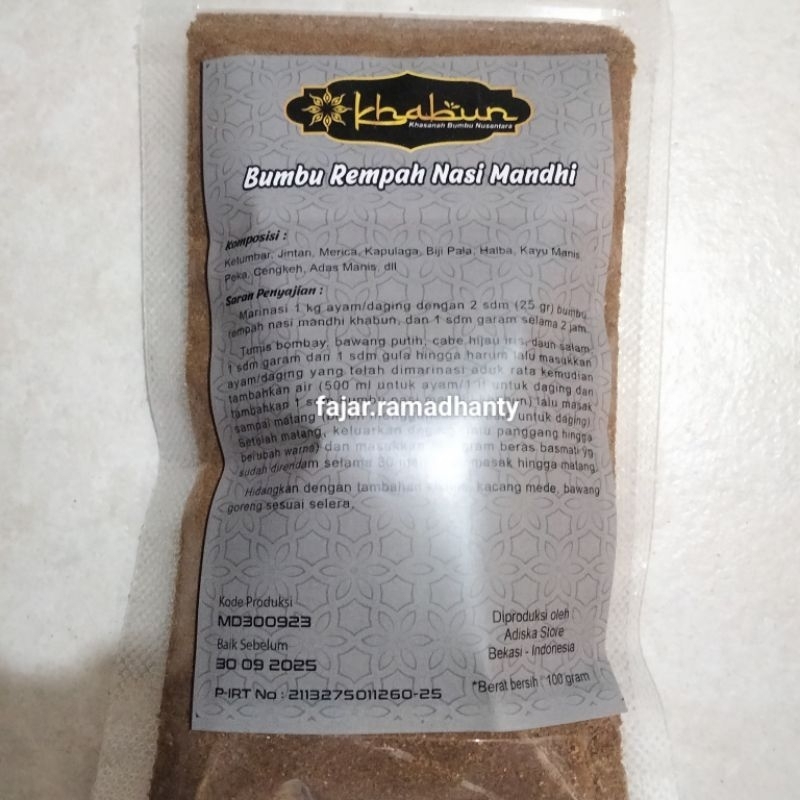 Khabun
Khasanah Bumbu Nusantara
Bumbu Rempah Nasi Mandhi
Komposisi :
Ketumbar, Jintan, Merica, Kapulaga, Biji Pala, Halba, Kayu Manis,
Peka, Cengkeh, Adas Manis, dll
Saran Penyajian :
Marinasi 1 kg ayam/daging dengan 2 sdm (25 gr) bumbu
rempah nasi mandhi khabun, dan 1 sdm garam selama 2 jam.
Tumis bombay, bawang putih, cabe hijau iris, daun salam,
1 sdm garam dan 1 sdm gula hingga harum lalu masukkan
ayam/daging yang telah dimarinasi aduk rata kemudian
tambahkan air (500 ml untuk ayam/1 untuk daging dan
tambahkan 1 lalu masak
fajar.ramadhanty
sampai matang untuk daging)
Setelah matang, keluarkan lalu panggang hingga
berubah warna) dan beras basmati yg
sudah direndam selama 30 masak hingga matang.
Hidangkan dengan tambahan kacang mede, bawang
goreng sesuai selera.
Kode Produksi
MD300923
Baik Sebelum
30 09 2025
P-IRT No : 2113275011260-25
Diproduksi oleh :
Adiska Store
Bekasi - Indonesia
*Berat bersih : 100 gram